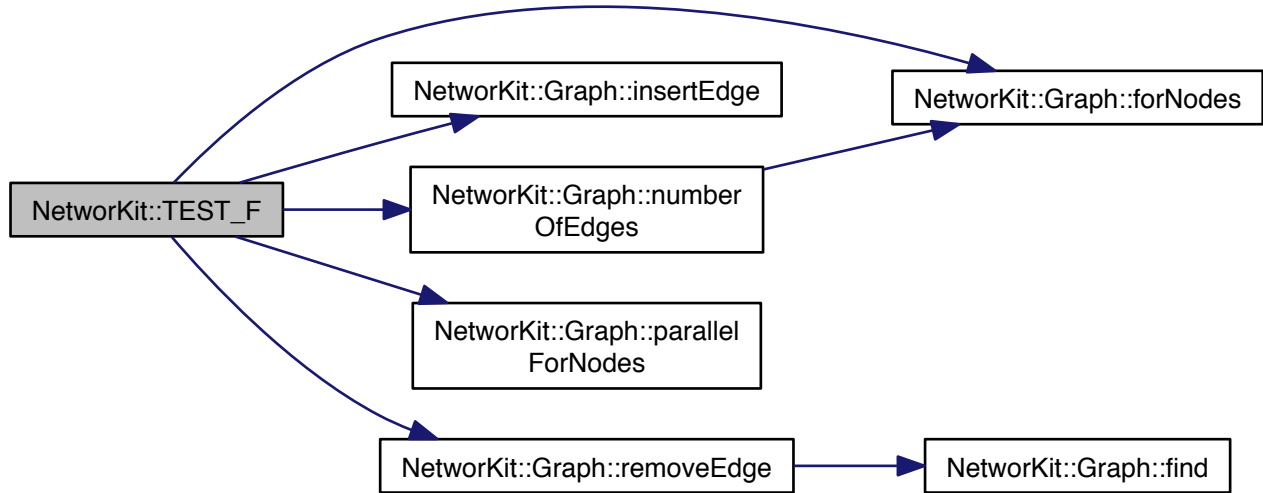 NetworKit::TEST_F
NetworKit::Graph::insertEdge
NetworKit::Graph::number
OfEdges
NetworKit::Graph::parallel
ForNodes
NetworKit::Graph::removeEdge
NetworKit::Graph::forNodes
NetworKit::Graph::find